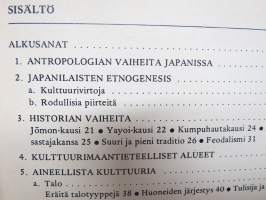 SISÄLTÖ
ALKUSANAT
1. ANTROPOLOGIAN VAIHEITA JAPANISSA
2. JAPANILAISTEN ETNOGENESIS
a. Kulttuurivirtoja
b. Rodullisia piirteitä
3. HISTORIAN VAIHEITA
Jōmon-kausi 21 ● Yayoi-kausi 22 ● Kumpuhautakausi 24 ●
sastajakansa 25 ● Suuri ja pieni traditio 26 ● Feodalismi 31
4. KULTTUURIMAANTIETEELLISET ALUEET
5. AINEELLISTA KULTTUURIA
a. Talo
Eräitä talotyyppejä 38 ● Huoneiden järjestys 40 ● Tulisija ja